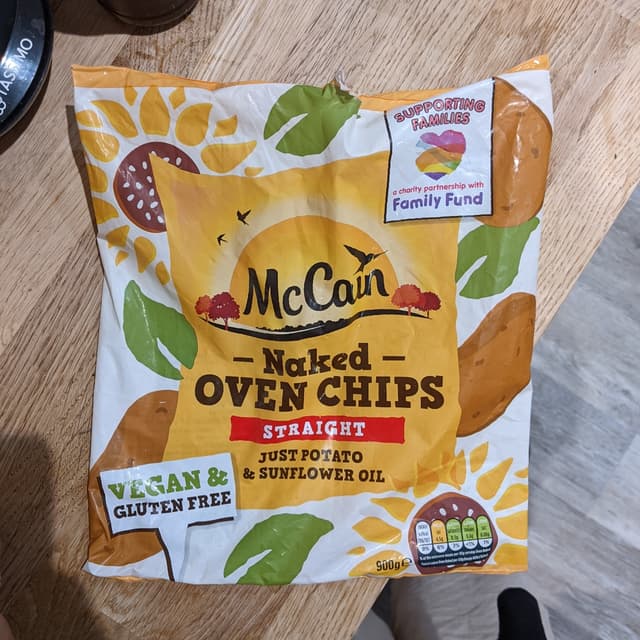 TASSIMO
SUPPORTING
FAMILIES
a charity partnership with
Family Fund
McCain
– Naked –
OVEN CHIPS
STRAIGHT
JUST POTATO
& SUNFLOWER OIL
VEGAN &
GLUTEN FREE
900g e